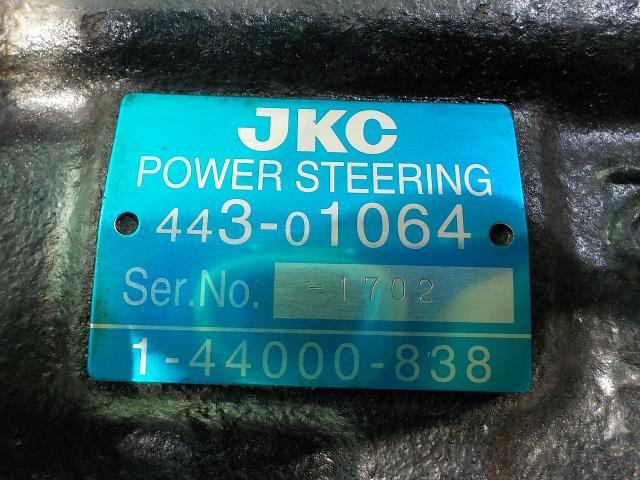 JKC
POWER STEERING
443-01064
Ser.No. -1702
1-44000-838